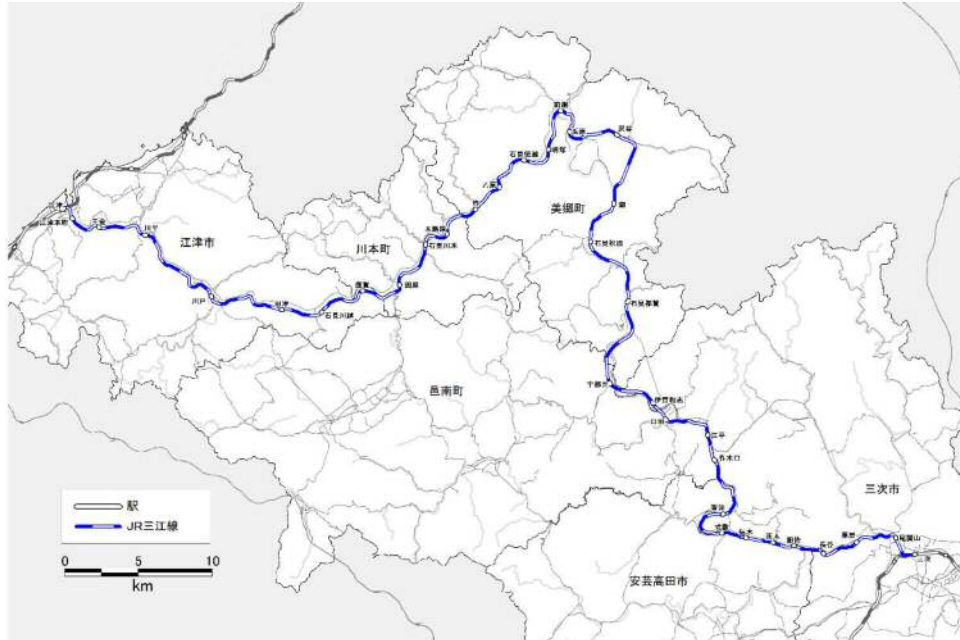 粕淵
浜原
沢谷
石見簗瀬
明塚
乙原
竹
美郷町
潮
江津本町
千金
川平
江津市
川本町
木路原
石見川本
石見松原
因原
鹿賀
川戸
田津
石見川越
石見都賀
宇都井
伊賀和志
口羽
邑南町
江平
作木口
三次市
香淀
式敷
信木
所木
船佐
長谷
粟屋
尾関山
三次
安芸高田市
駅
JR三江線
0 5 10
km